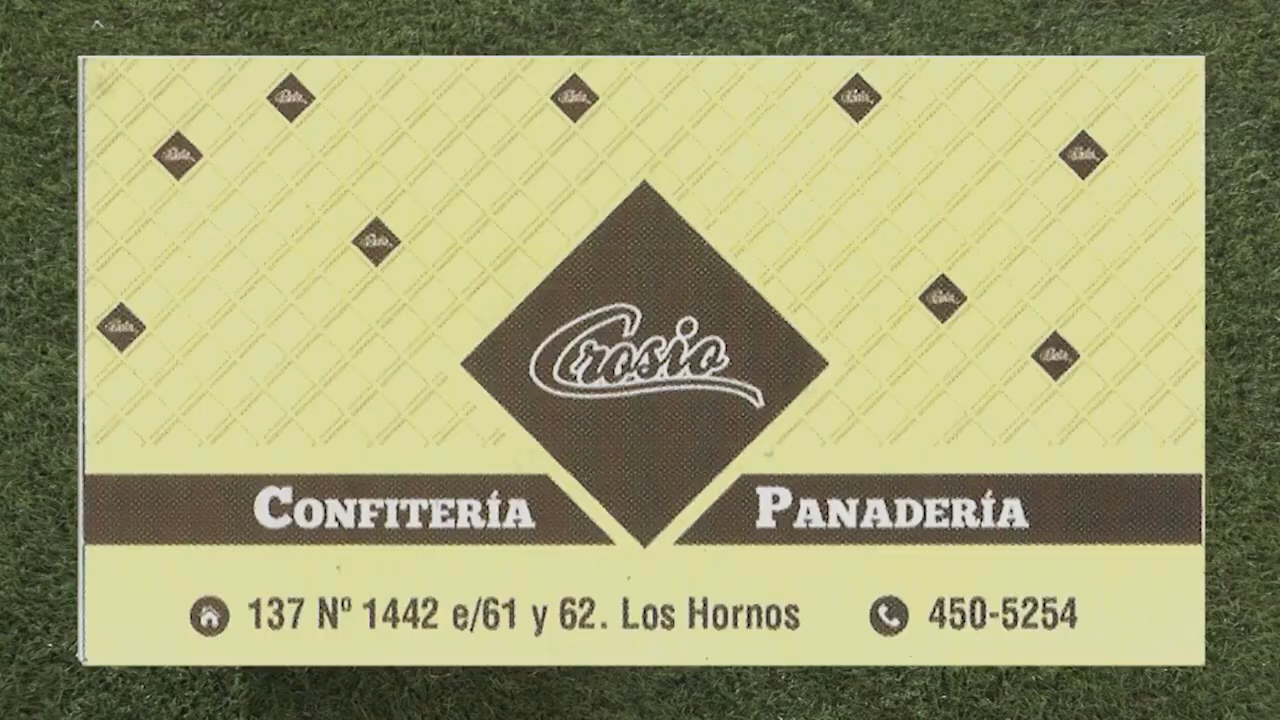 Crosio
CONFITERÍA PANADERÍA
137 Nº 1442 e/61 y 62. Los Hornos 450-5254